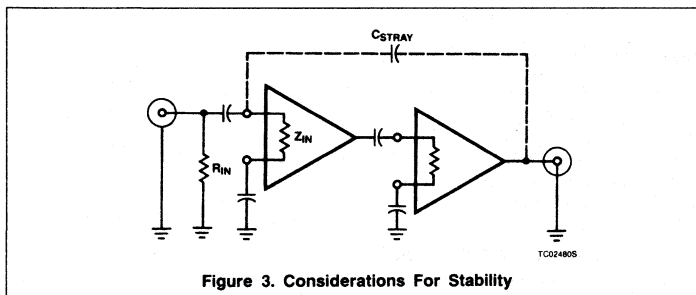 CSTRAY
ZIN
RIN
TC02480S
Figure 3. Considerations For Stability